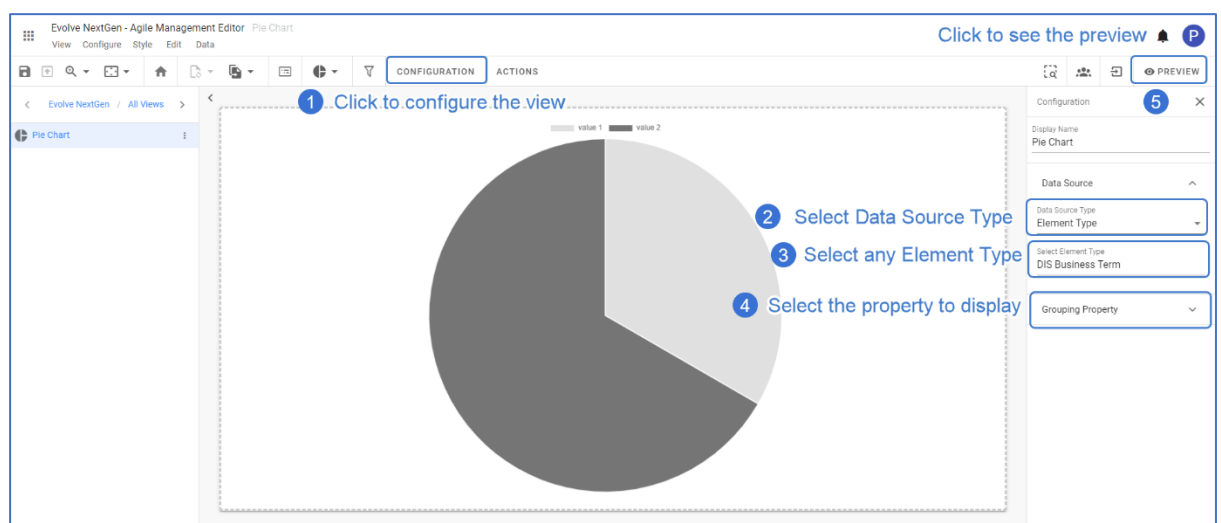 Evolve NextGen - Agile Management Editor Pie Chart
Click to see the preview
P
View Configure Style Edit Data
CONFIGURATION ACTIONS
PREVIEW
Evolve NextGen / All Views
1 Click to configure the view
Configuration
5
Pie Chart
value 1 value 2
Display Name
Pie Chart
Data Source
2 Select Data Source Type
Data Source Type
Element Type
3 Select any Element Type
Select Element Type
DIS Business Term
4 Select the property to display
Grouping Property